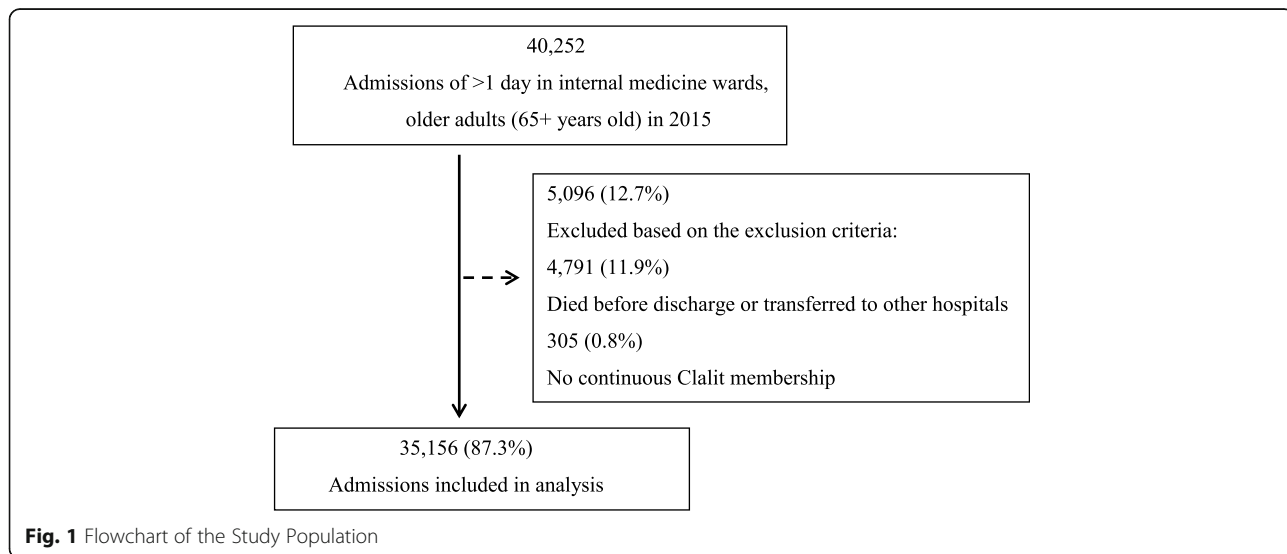 40,252
Admissions of >1 day in internal medicine wards,
older adults (65+ years old) in 2015
5,096 (12.7%)
Excluded based on the exclusion criteria:
4,791 (11.9%)
Died before discharge or transferred to other hospitals
305 (0.8%)
No continuous Clalit membership
35,156 (87.3%)
Admissions included in analysis
Fig. 1 Flowchart of the Study Population